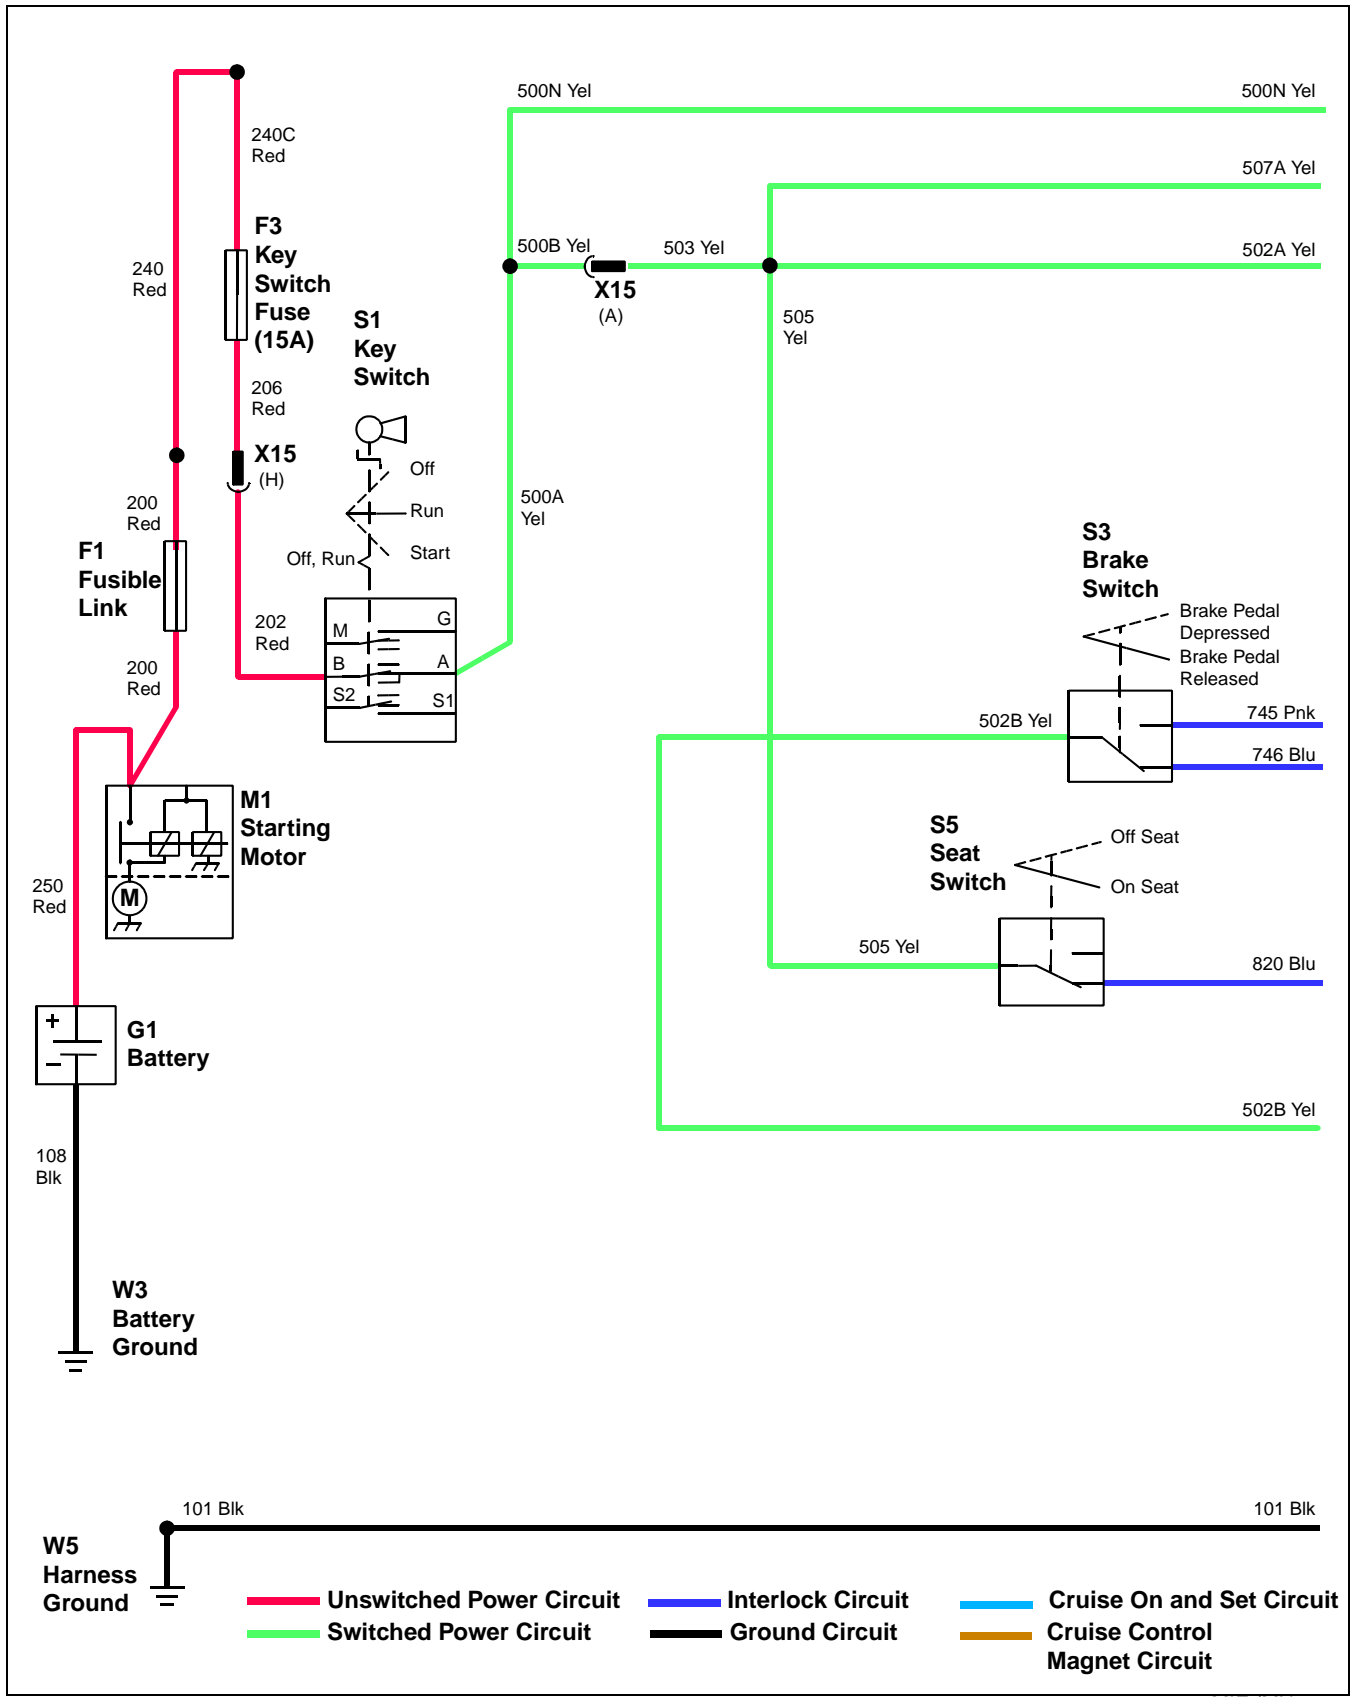 500N Yel
500N Yel
240C
Red
507A Yel
F3
Key
Switch
Fuse
(15A)
500B Yel
503 Yel
502A Yel
240
Red
X15
(A)
S1
Key
Switch
505
Yel
206
Red
X15
(H)
Off
Run
Start
Off, Run
200
Red
500A
Yel
F1
Fusible
Link
S3
Brake
Switch
Brake Pedal
Depressed
Brake Pedal
Released
202
Red
M
G
B
A
S2
S1
200
Red
502B Yel
745 Pnk
746 Blu
M1
Starting
Motor
M
S5
Seat
Switch
Off Seat
On Seat
250
Red
505 Yel
820 Blu
+
–
G1
Battery
502B Yel
108
Blk
W3
Battery
Ground
101 Blk
101 Blk
W5
Harness
Ground
Unswitched Power Circuit
Interlock Circuit
Cruise On and Set Circuit
Switched Power Circuit
Ground Circuit
Cruise Control
Magnet Circuit